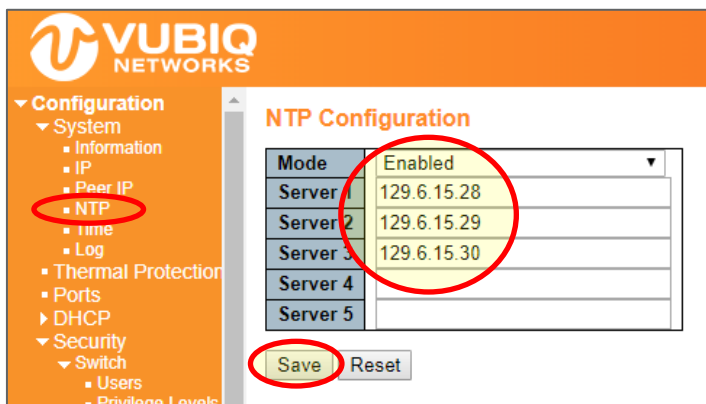 VUBIQ
NETWORKS
Configuration
System
Information
IP
Peer IP
NTP
Time
Log
Thermal Protection
Ports
DHCP
Security
Switch
Users
Privilege Levels
NTP Configuration
Mode Enabled
Server 1 129.6.15.28
Server 2 129.6.15.29
Server 3 129.6.15.30
Server 4
Server 5
Save Reset